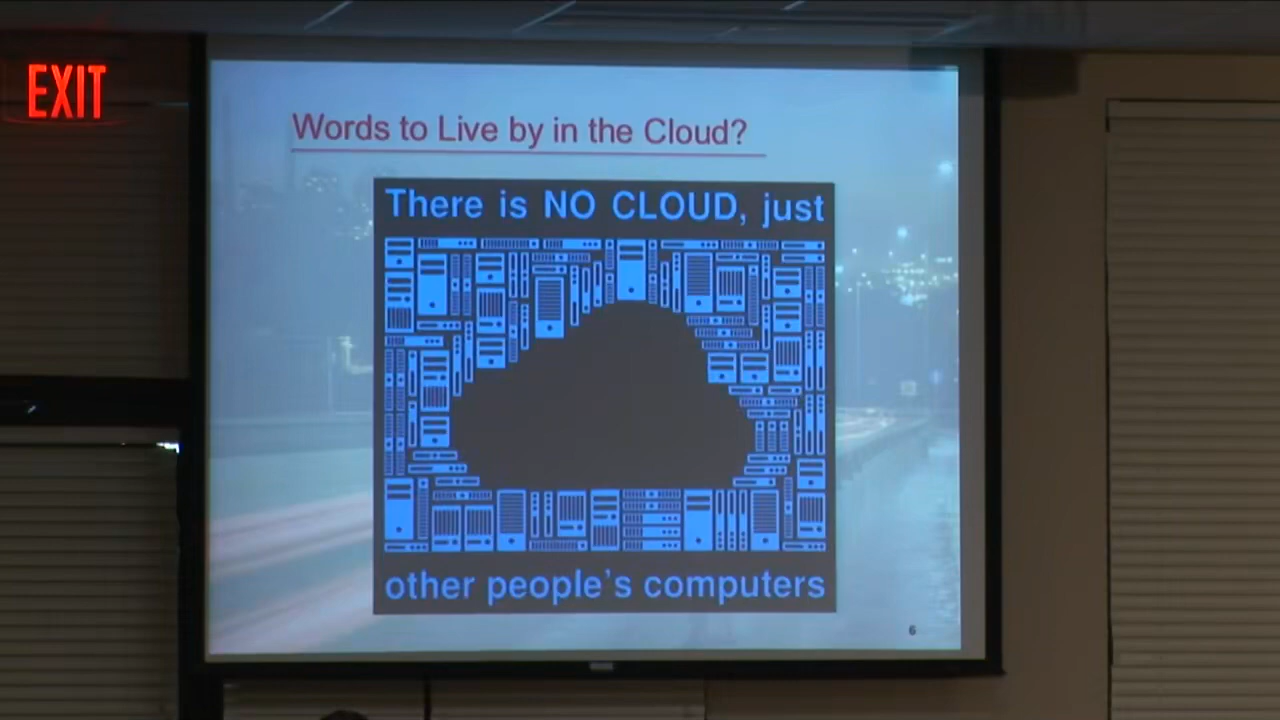 EXIT
Words to Live by in the Cloud?
There is NO CLOUD, just
other people's computers
6